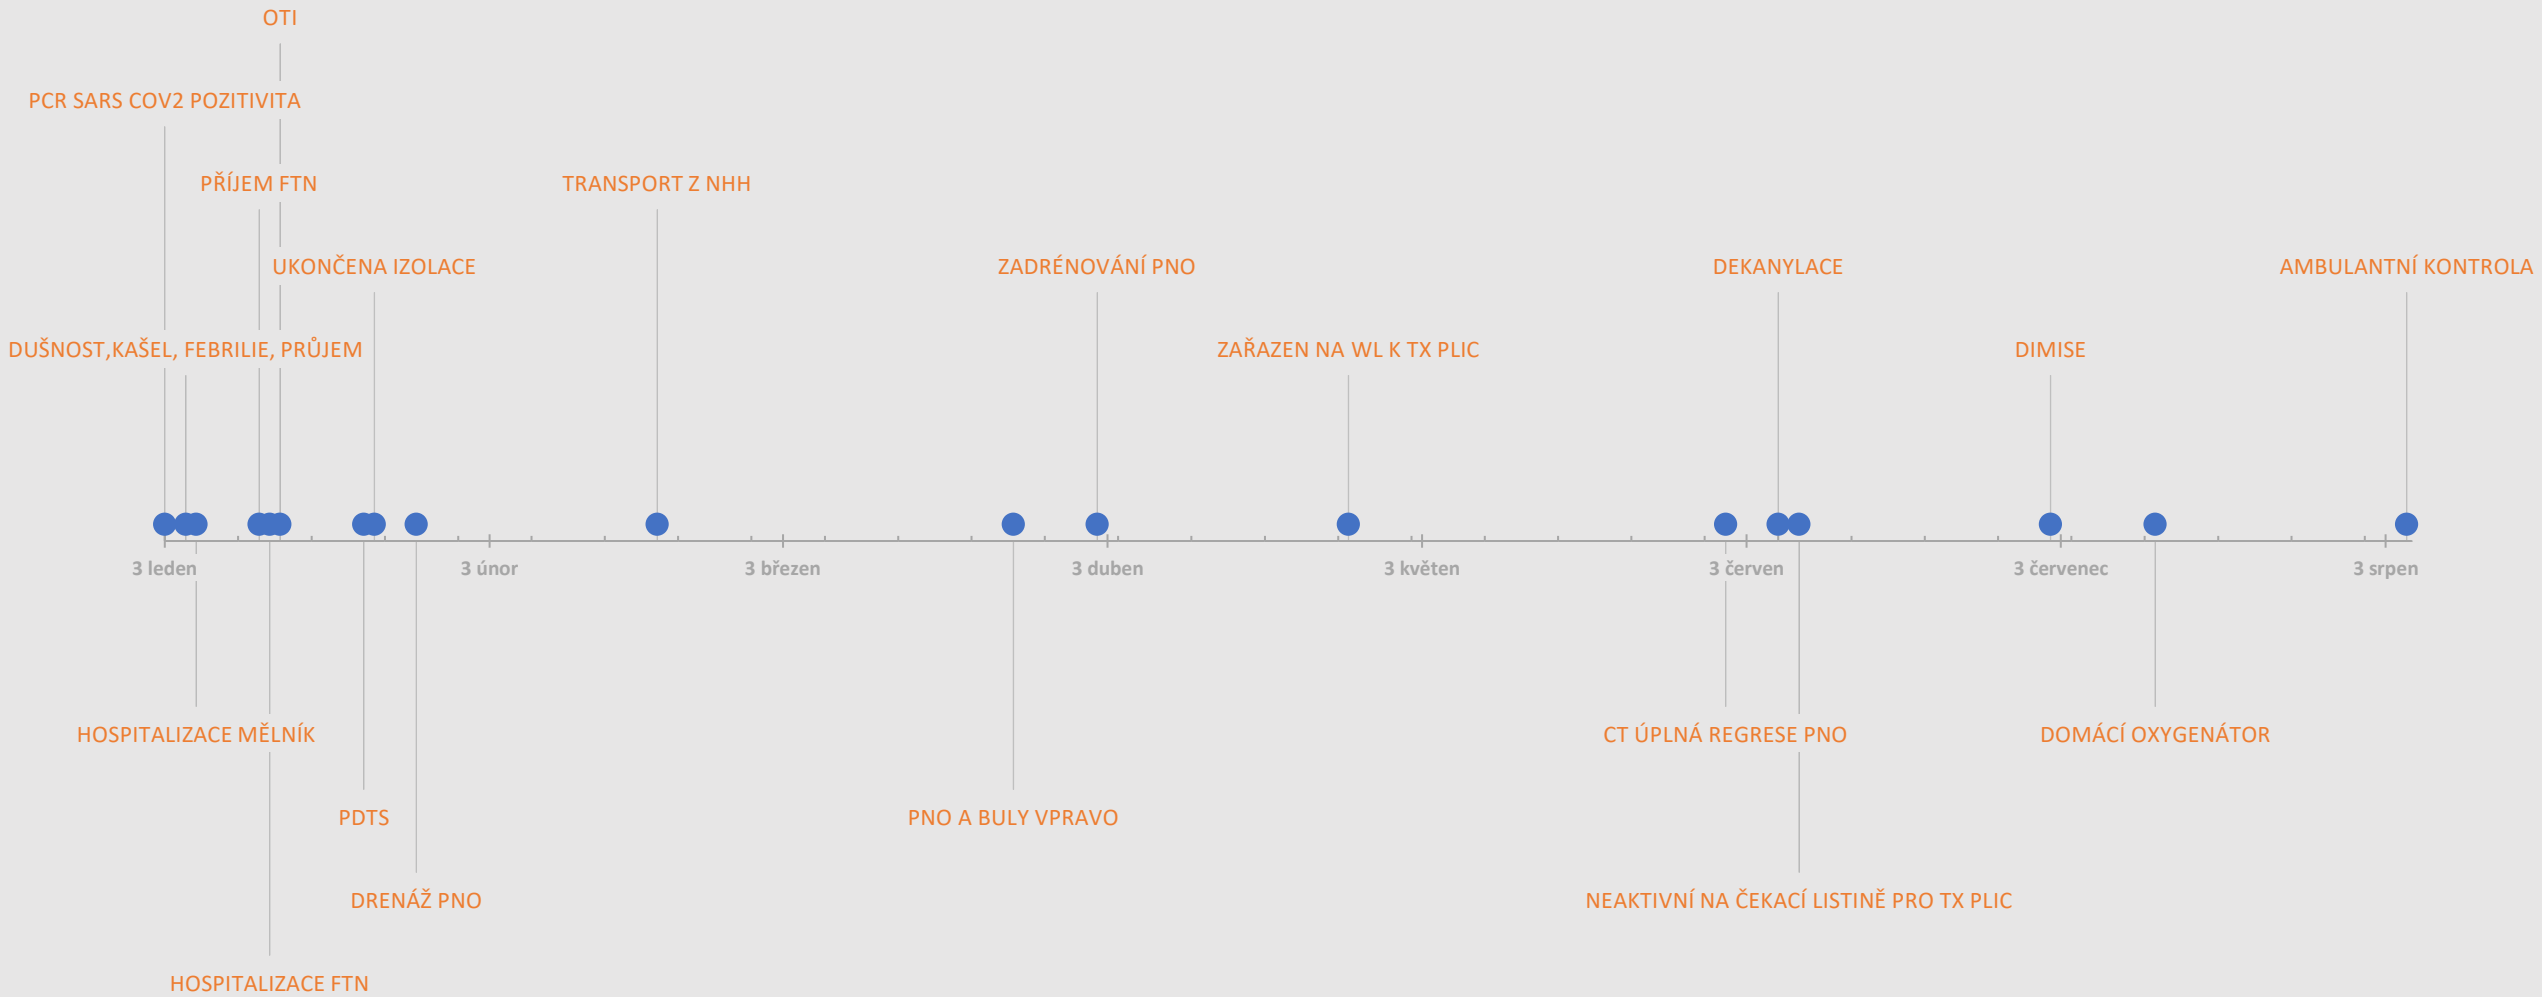 OTI
PCR SARS COV2 POZITIVITA
PŘÍJEM FTN
TRANSPORT Z NHH
UKONČENA IZOLACE
ZADRÉNOVÁNÍ PNO
DEKANYLACE
AMBULANTNÍ KONTROLA
DUŠNOST,KAŠEL, FEBRILIE, PRŮJEM
ZAŘAZEN NA WL K TX PLIC
DIMISE
3 leden
3 únor
3 březen
3 duben
3 květen
3 červen
3 červenec
3 srpen
HOSPITALIZACE MĚLNÍK
CT ÚPLNÁ REGRESE PNO
DOMÁCÍ OXYGENÁTOR
PDTS
PNO A BULY VPRAVO
DRENÁŽ PNO
NEAKTIVNÍ NA ČEKACÍ LISTINĚ PRO TX PLIC
HOSPITALIZACE FTN